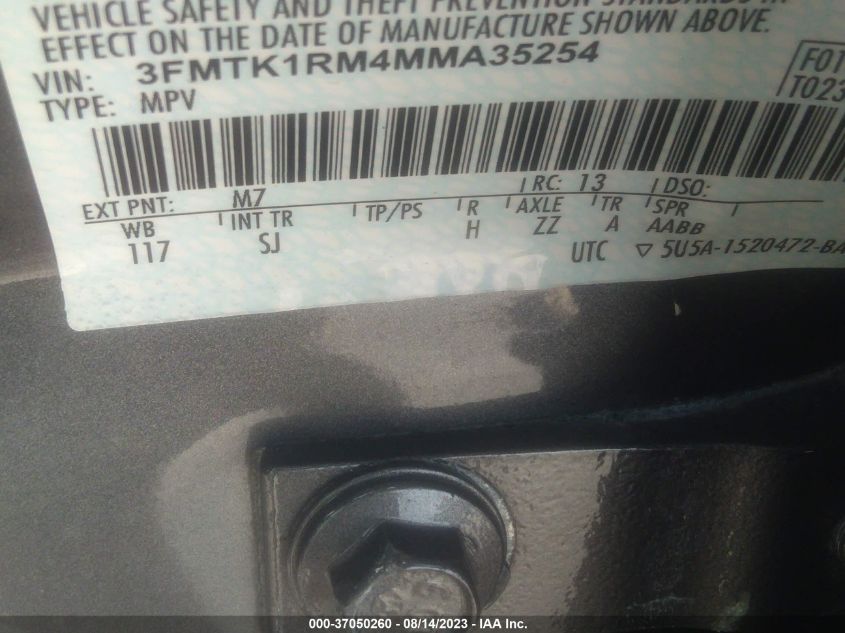 VEHICLE SAFETY AND THEFT PREVENTION STANDARDS IN
EFFECT ON THE DATE OF MANUFACTURE SHOWN ABOVE.
VIN: 3FMTK1RM4MMA35254
TYPE: MPV
F01
T023
EXT PNT: M7 RC: 13 DSO:
WB INT TR TP/PS R AXLE TR SPR
117 SJ H ZZ A AABB
UTC ▽ 5U5A-1520472-BA
000-37050260 - 08/14/2023 - IAA Inc.